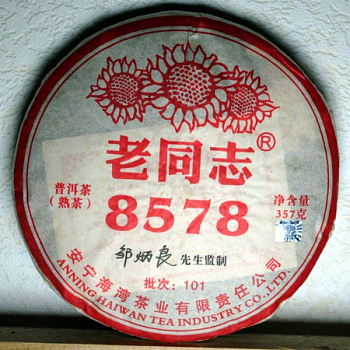 老同志®
普洱茶
(熟茶)
8578
净含量
357克
邹炳良先生监制
批次：101
安宁海湾茶业有限责任公司
ANNING HAIWAN TEA INDUSTRY CO.,LTD.